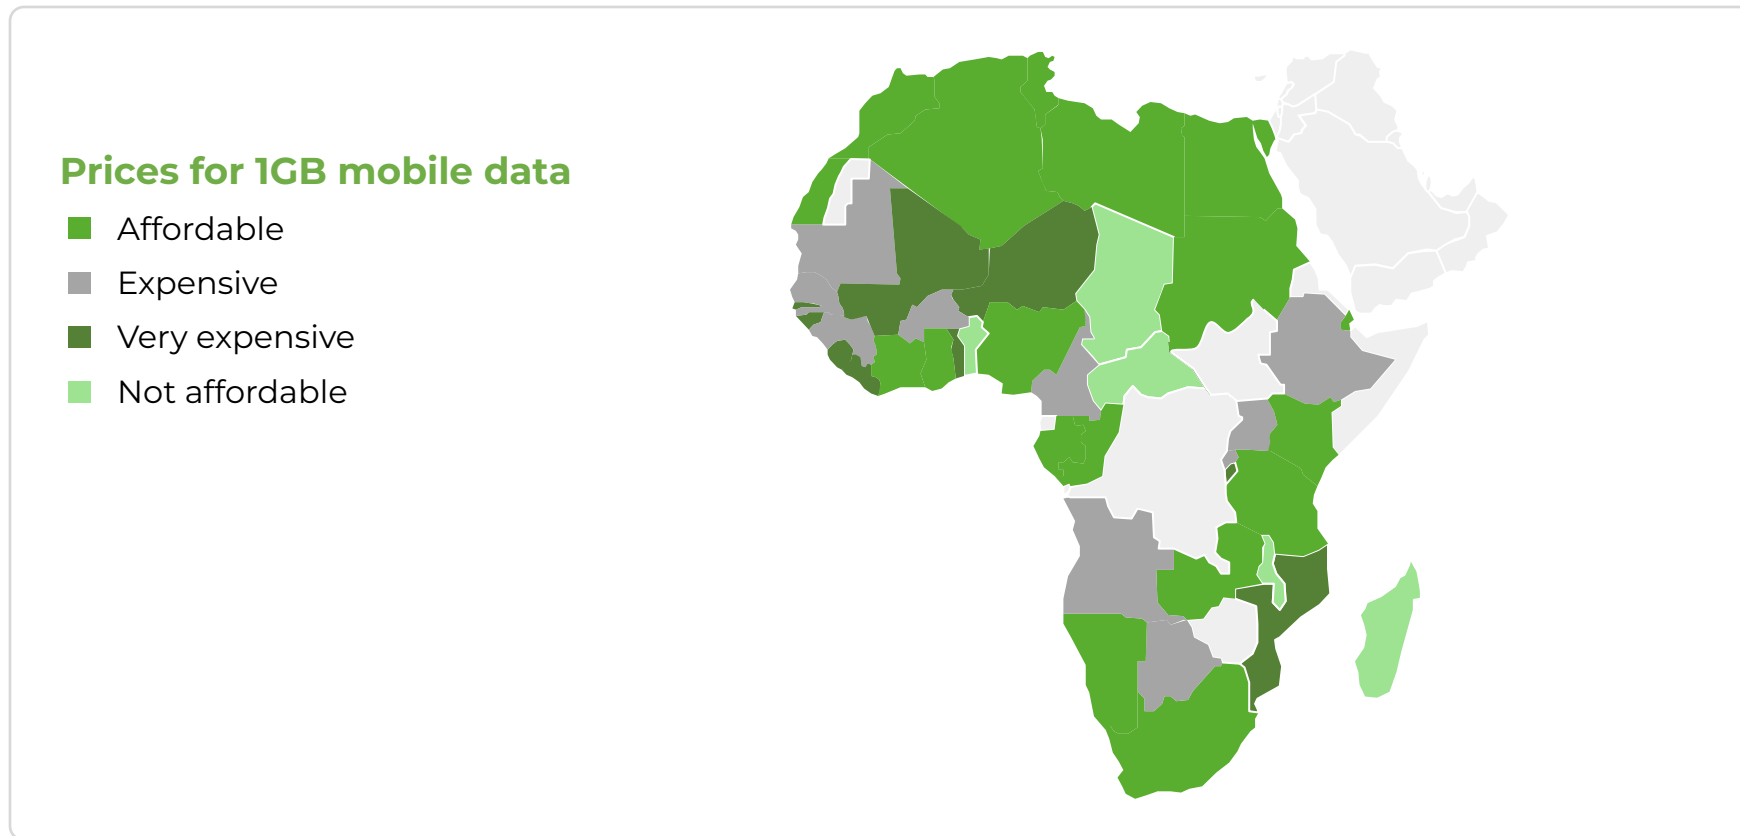 Prices for 1GB mobile data
Affordable
Expensive
Very expensive
Not affordable